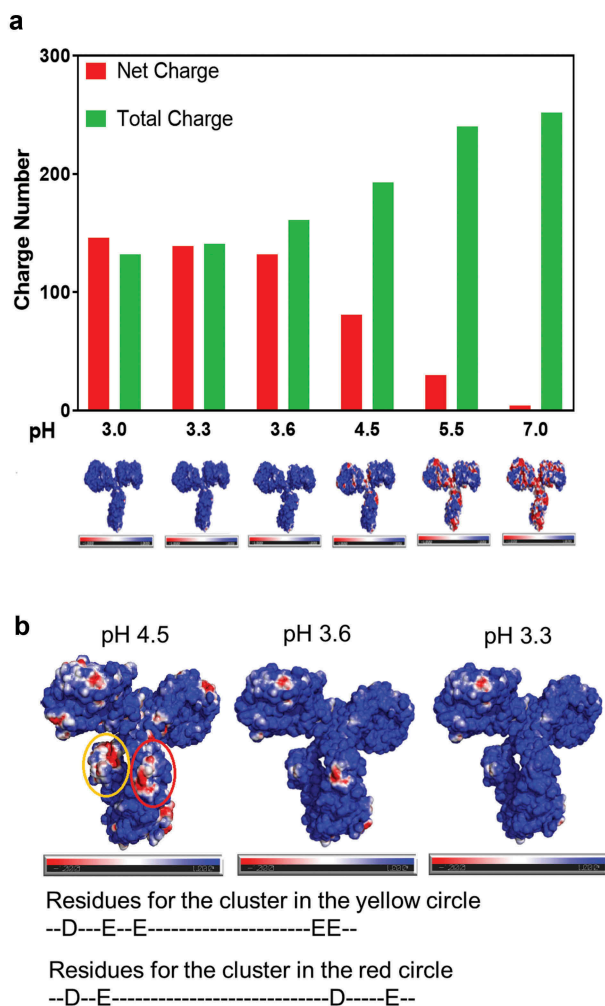 a
300
200
100
0
Charge Number
Net Charge
Total Charge
pH 3.0 3.3 3.6 4.5 5.5 7.0
b
pH 4.5 pH 3.6 pH 3.3
Residues for the cluster in the yellow circle
--D---E--E----------------------EE--
Residues for the cluster in the red circle
--D--E-----------------------------D-----E--